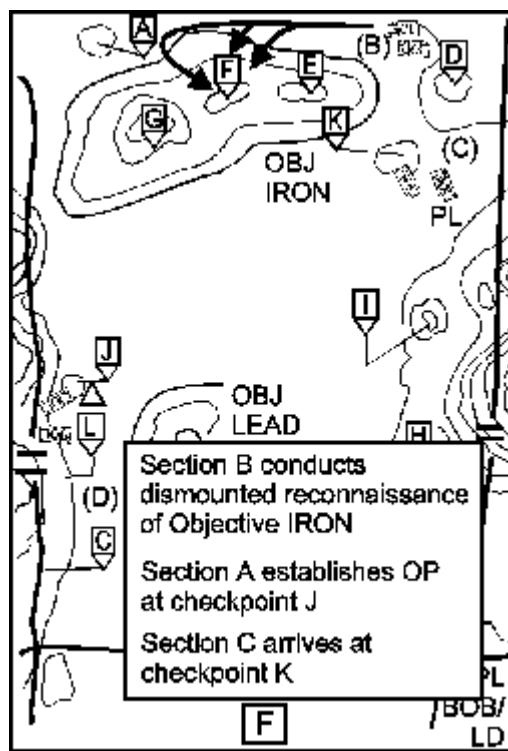 A
(B)
D
F
E
G
K
OBJ
IRON
(C)
PL
I
J
OBJ
LEAD
L
H
(D)
C
Section B conducts
dismounted reconnaissance
of Objective IRON
Section A establishes OP
at checkpoint J
Section C arrives at
checkpoint K
PL
BOB/
LD
F